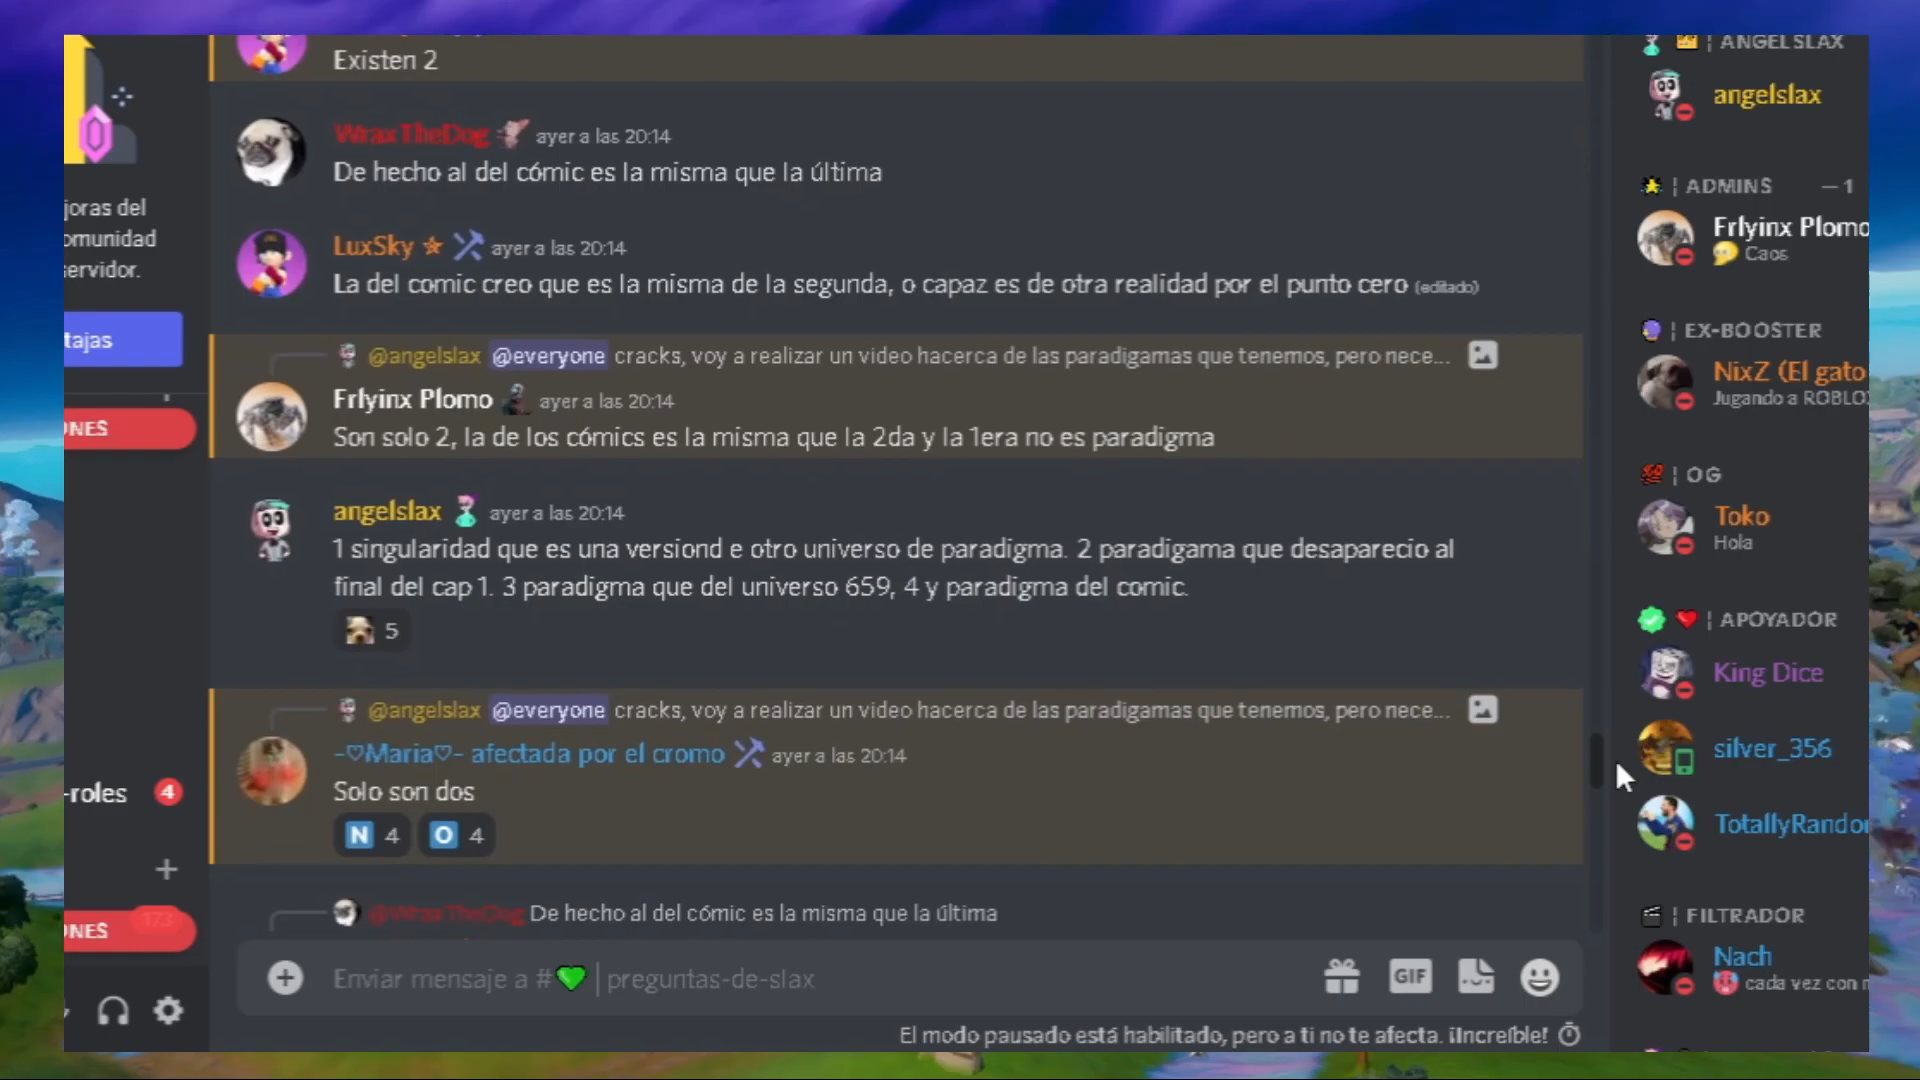 joras del
omunidad
servidor.
tajas
ONES
-roles 4
173
ONES
Existen 2
WraxTheDog ayer a las 20:14
De hecho al del cómic es la misma que la última
LuxSky ayer a las 20:14
La del comic creo que es la misma de la segunda, o capaz es de otra realidad por el punto cero (editado)
@angelslax @everyone cracks, voy a realizar un video hacerca de las paradigamas que tenemos, pero nece...
Frlyinx Plomo ayer a las 20:14
Son solo 2, la de los cómics es la misma que la 2da y la 1era no es paradigma
angelslax ayer a las 20:14
1 singularidad que es una versiond e otro universo de paradigma. 2 paradigama que desaparecio al
final del cap 1. 3 paradigma que del universo 659, 4 y paradigma del comic.
5
@angelslax @everyone cracks, voy a realizar un video hacerca de las paradigamas que tenemos, pero nece...
-♡Maria♡- afectada por el cromo ayer a las 20:14
Solo son dos
N 4 O 4
@WraxTheDog De hecho al del cómic es la misma que la última
Enviar mensaje a #💚 | preguntas-de-slax
GIF
El modo pausado está habilitado, pero a ti no te afecta. ¡Increíble!
| ANGELSLAX
angelslax
| ADMINS — 1
Frlyinx Plomo
Caos
| EX-BOOSTER
NixZ (El gato
Jugando a ROBLO
| OG
Toko
Hola
| APOYADOR
King Dice
silver_356
TotallyRando
| FILTRADOR
Nach
cada vez con